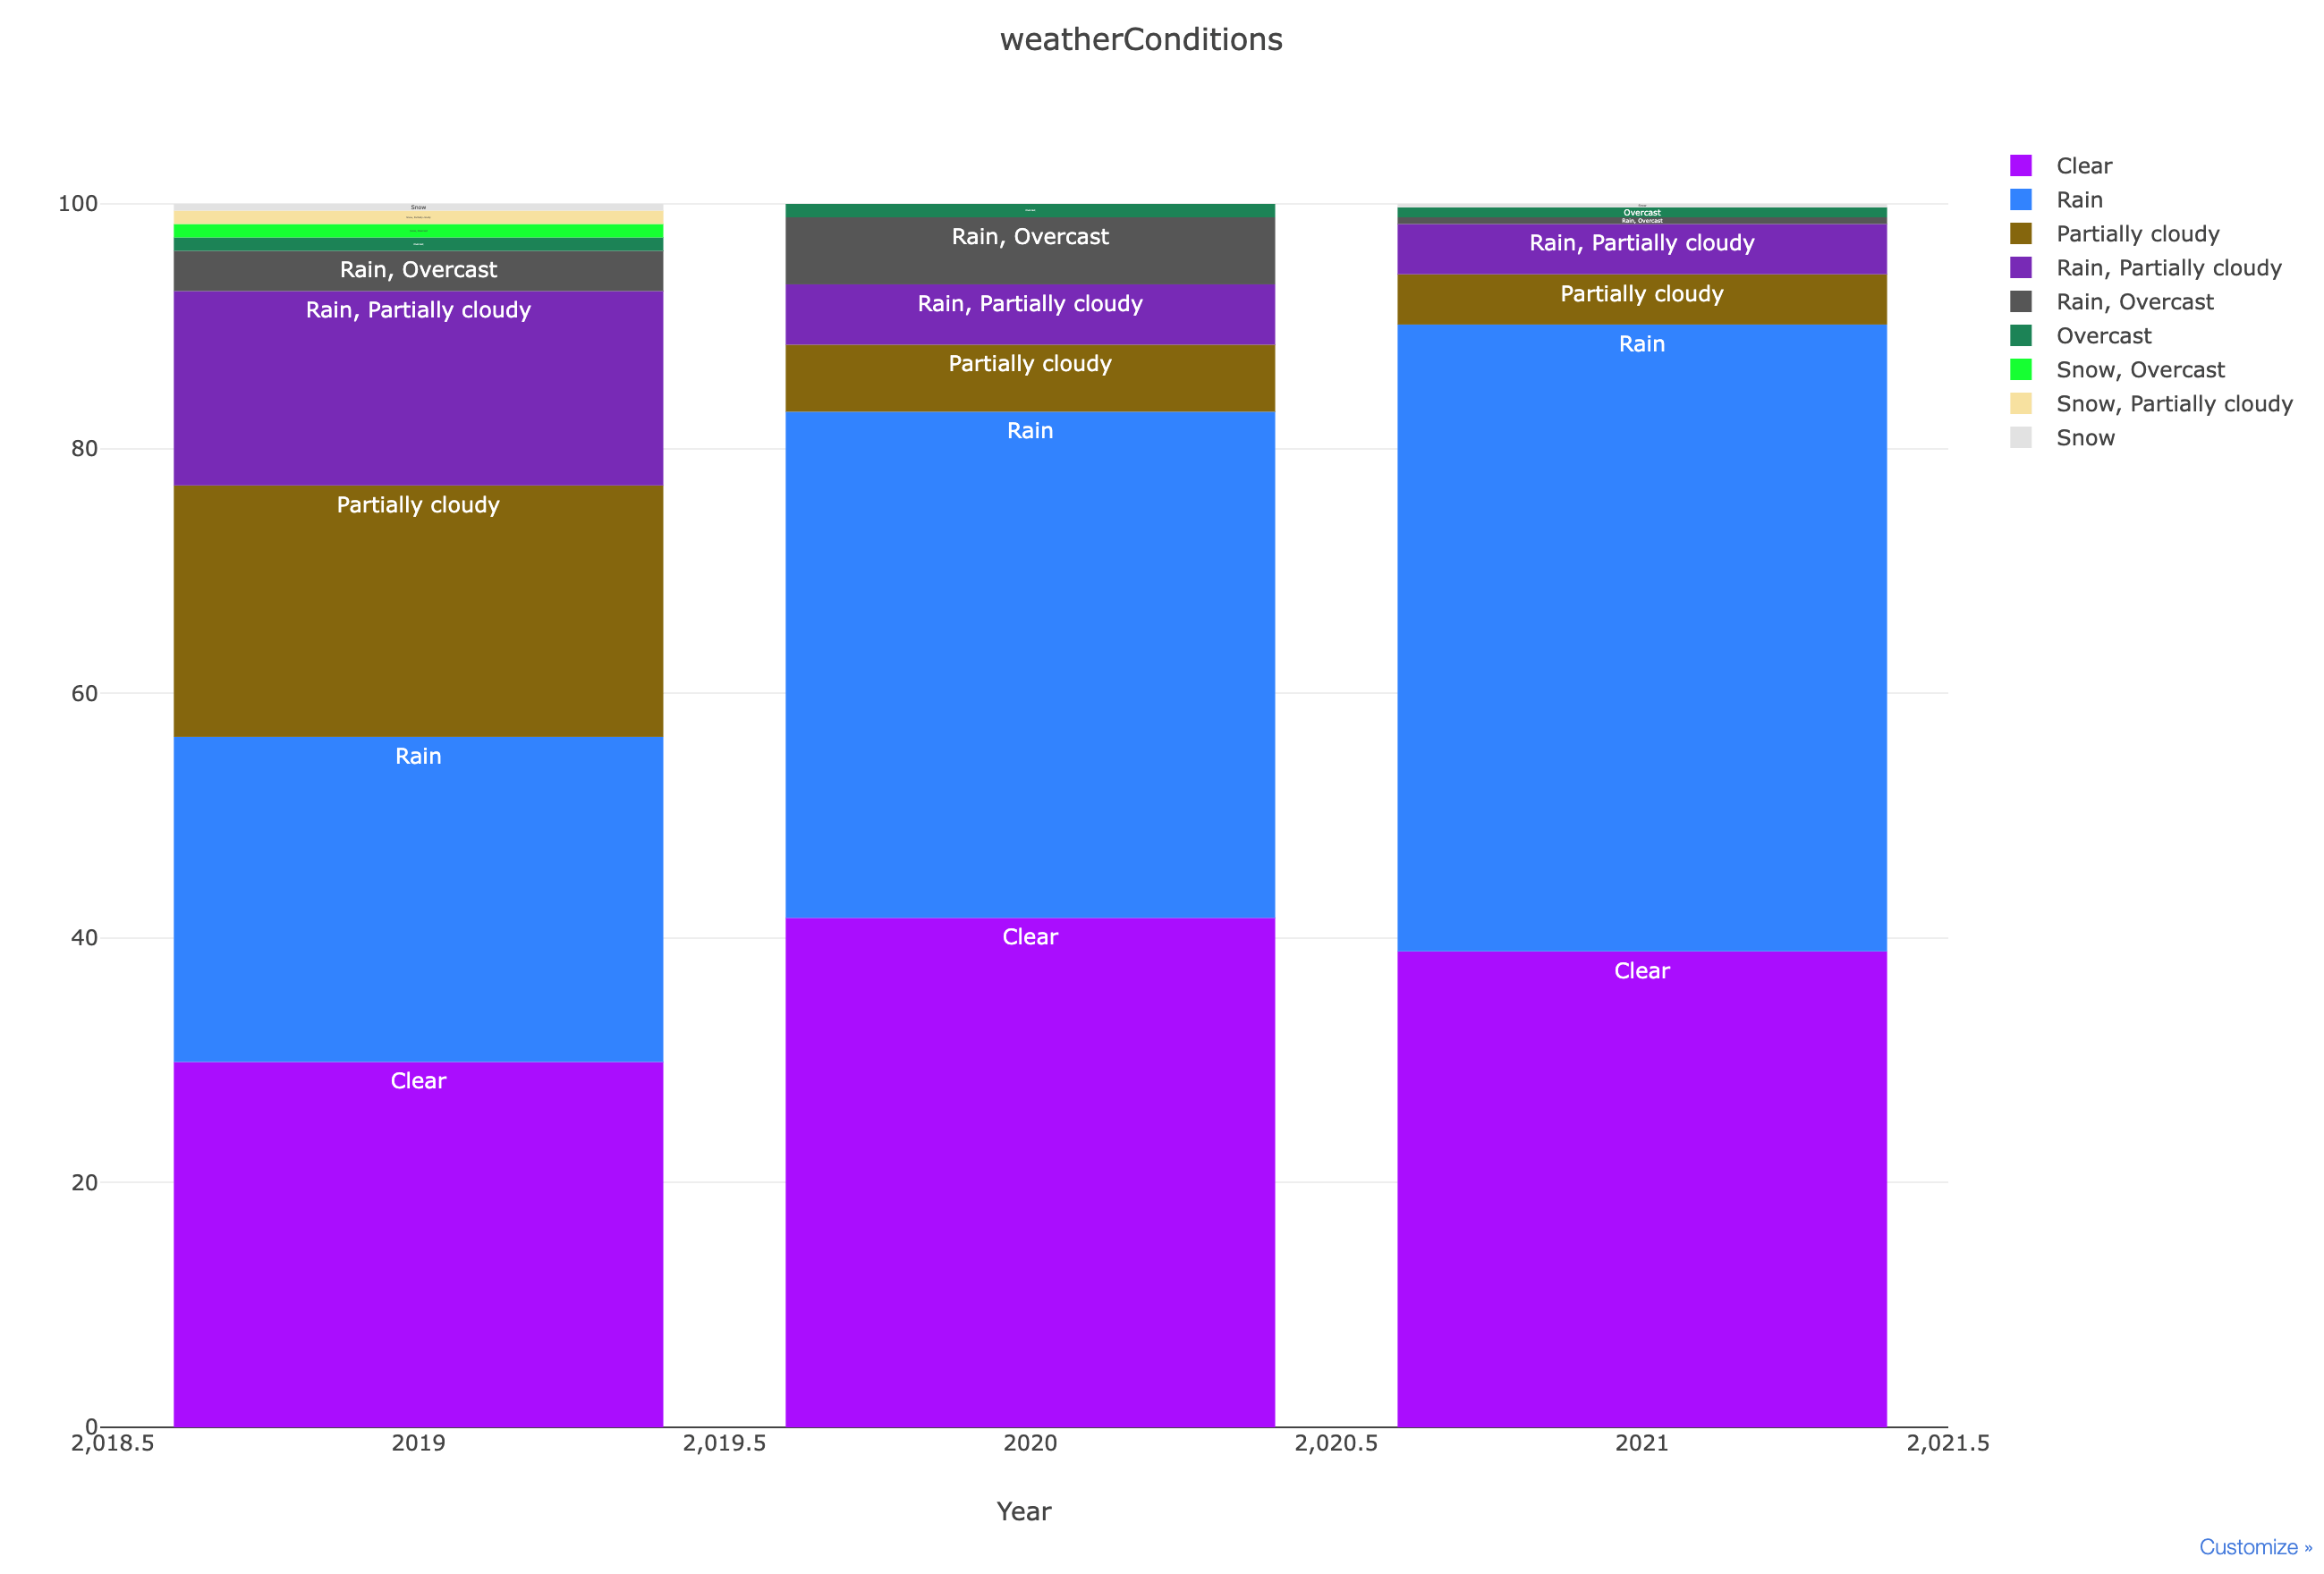 weatherConditions
100
80
60
40
20
0
Snow
Rain, Overcast
Rain, Partially cloudy
Partially cloudy
Rain
Clear
Rain, Overcast
Rain, Partially cloudy
Partially cloudy
Rain
Clear
Overcast
Rain, Overcast
Rain, Partially cloudy
Partially cloudy
Rain
Clear
Clear
Rain
Partially cloudy
Rain, Partially cloudy
Rain, Overcast
Overcast
Snow, Overcast
Snow, Partially cloudy
Snow
2,018.5 2019 2,019.5 2020 2,020.5 2021 2,021.5
Year
Customize »